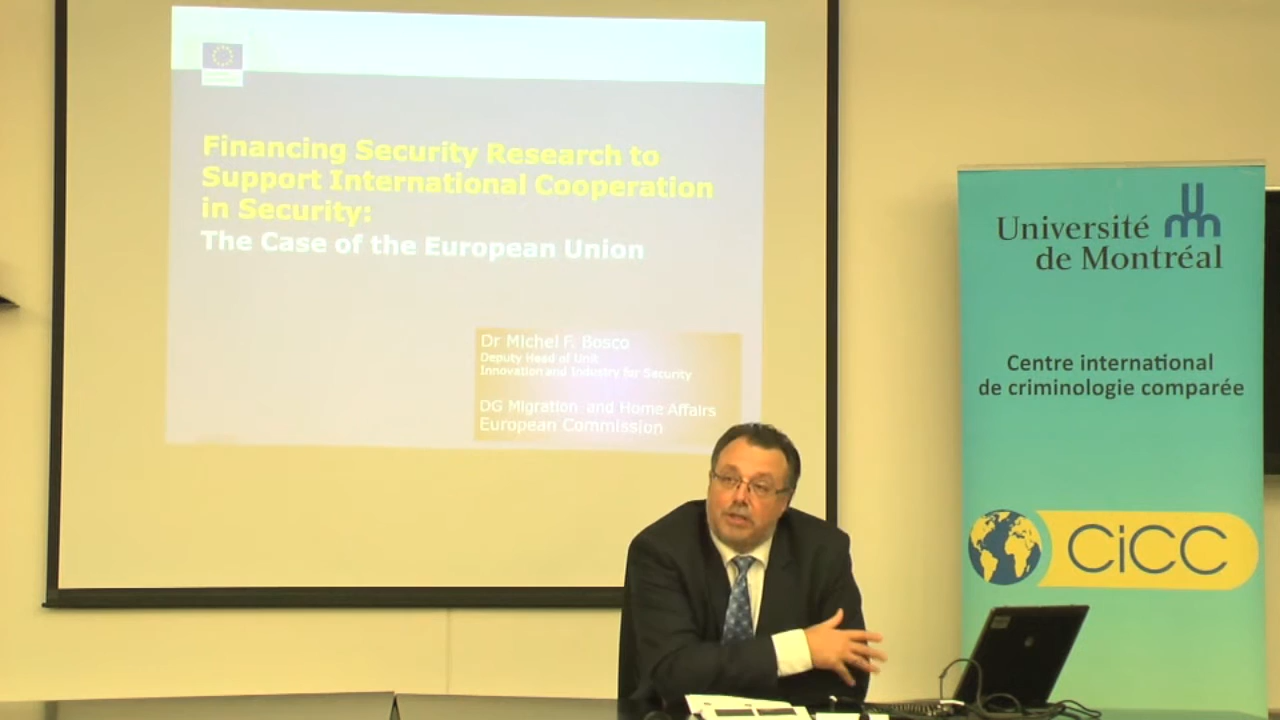 Financing Security Research to
Support International Cooperation
in Security:
The Case of the European Union
Dr Michel F. Bosco
Deputy Head of Unit
Innovation and Industry for Security
DG Migration and Home Affairs
European Commission
Université
de Montréal
Centre international
de criminologie comparée
CiCC